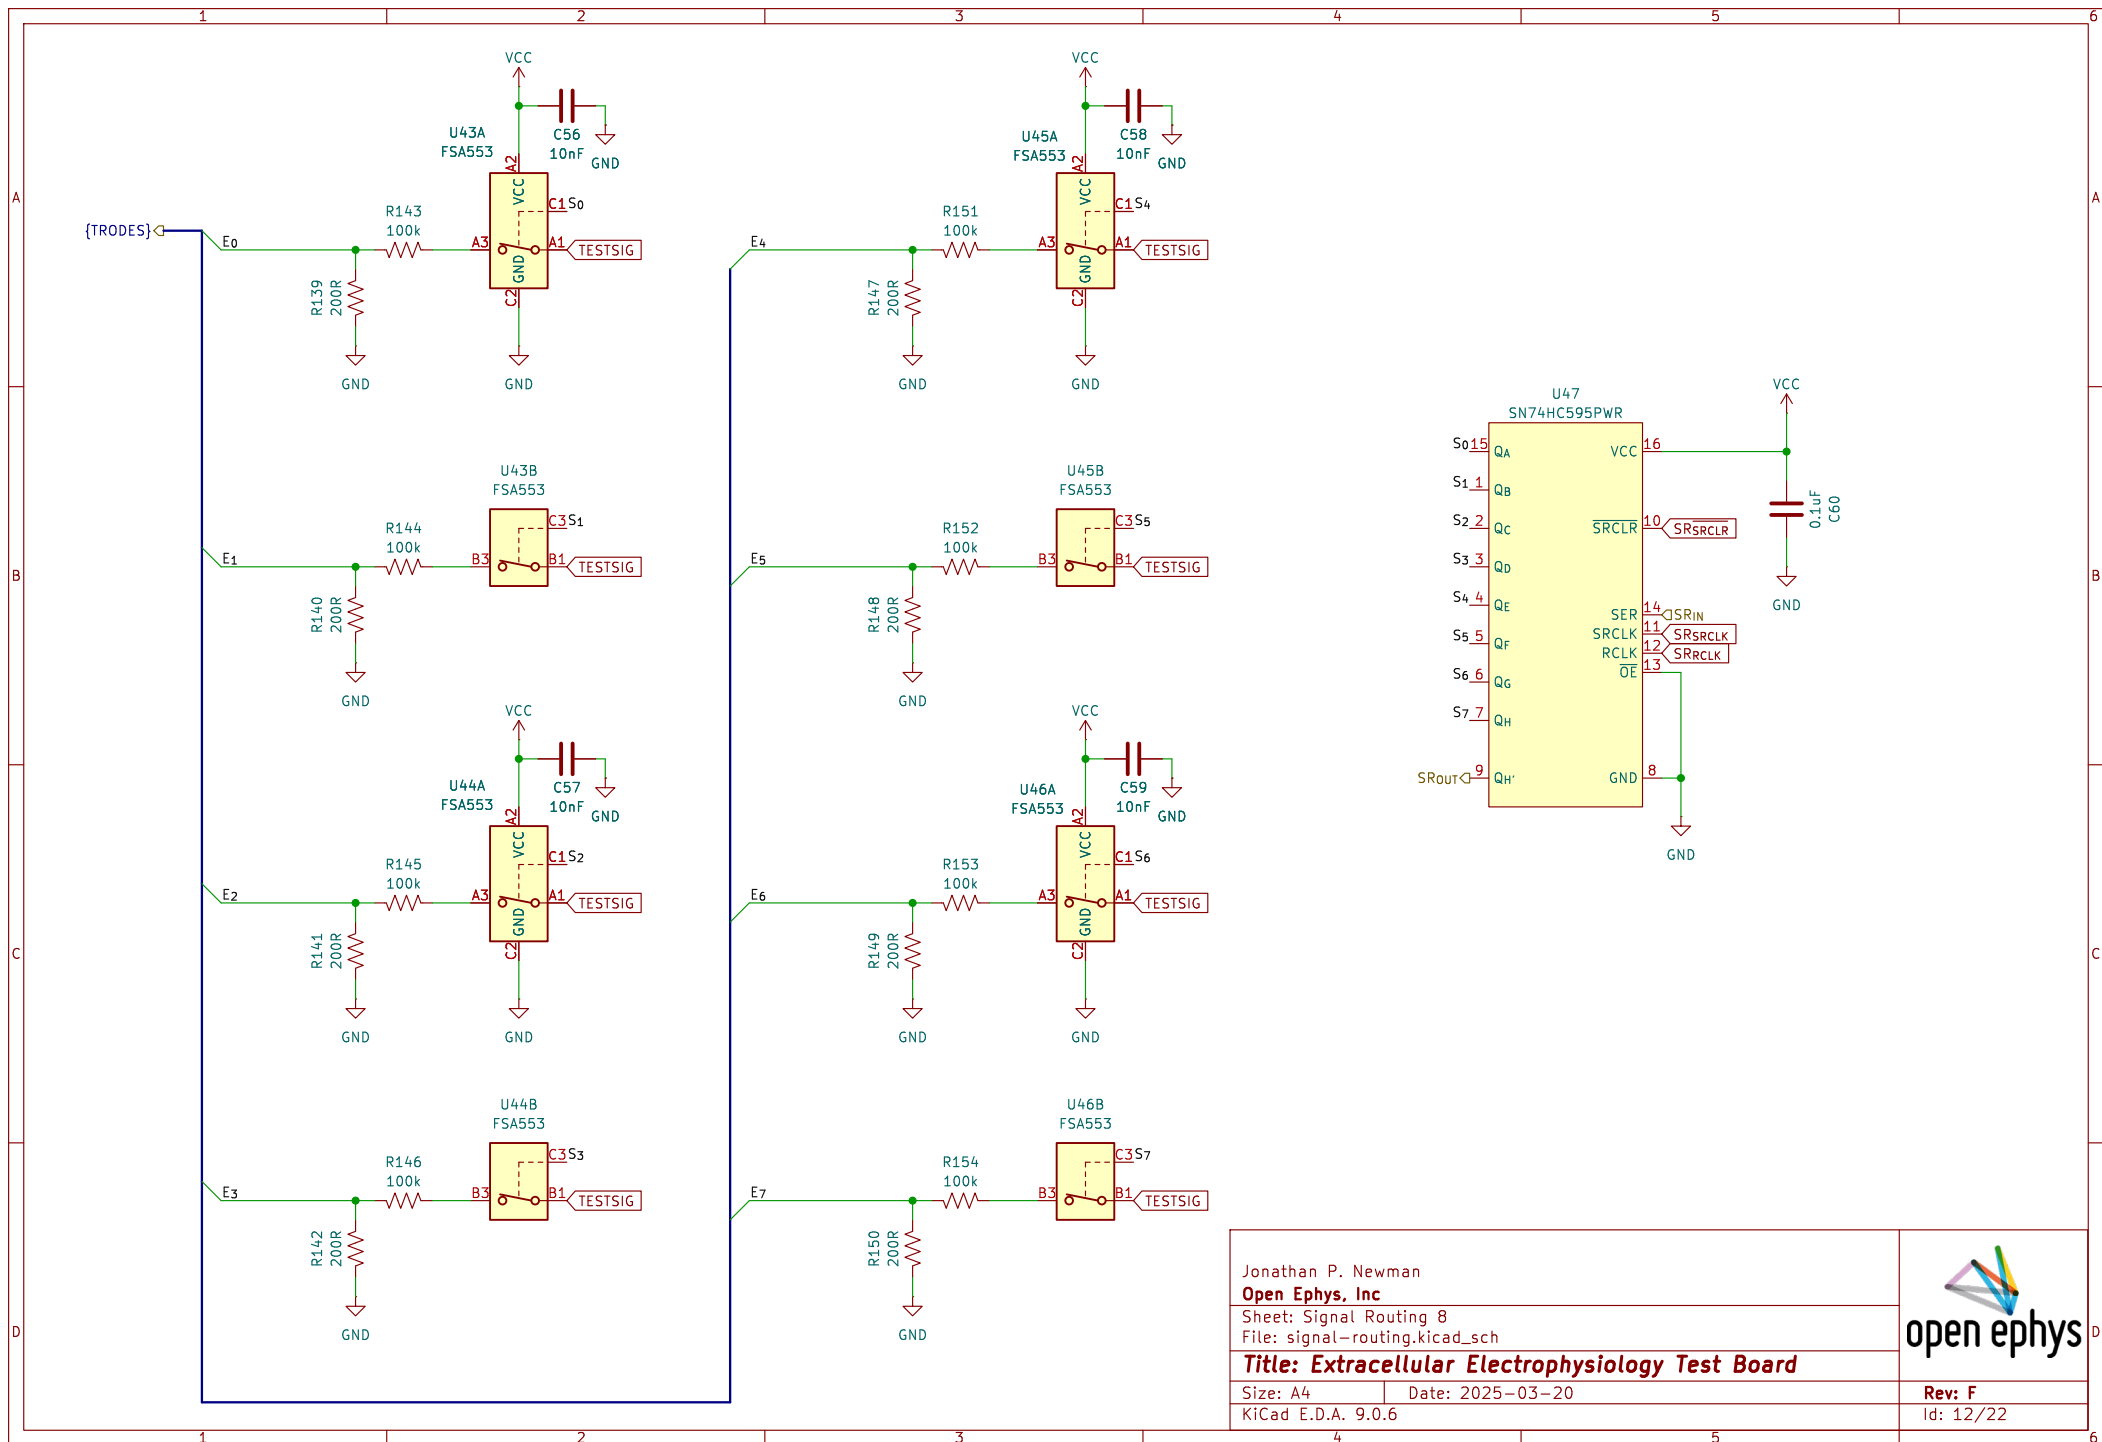 1 2 3 4 5 6
A
B
C
D
{TRODES}
VCC
C56
10nF
GND
U43A
FSA553
A2
VCC
C1 S0
R143
100k
E0
A3
A1
TESTSIG
GND
C2
R139
200R
GND
GND
U43B
FSA553
C3 S1
R144
100k
E1
B3
B1
TESTSIG
R140
200R
GND
VCC
C57
10nF
GND
U44A
FSA553
A2
VCC
C1 S2
R145
100k
E2
A3
A1
TESTSIG
GND
C2
R141
200R
GND
GND
U44B
FSA553
C3 S3
R146
100k
E3
B3
B1
TESTSIG
R142
200R
GND
VCC
C58
10nF
GND
U45A
FSA553
A2
VCC
C1 S4
R151
100k
E4
A3
A1
TESTSIG
GND
C2
R147
200R
GND
GND
U45B
FSA553
C3 S5
R152
100k
E5
B3
B1
TESTSIG
R148
200R
GND
VCC
C59
10nF
GND
U46A
FSA553
A2
VCC
C1 S6
R153
100k
E6
A3
A1
TESTSIG
GND
C2
R149
200R
GND
GND
U46B
FSA553
C3 S7
R154
100k
E7
B3
B1
TESTSIG
R150
200R
GND
U47
SN74HC595PWR
S0 15 QA
S1 1 QB
S2 2 QC
S3 3 QD
S4 4 QE
S5 5 QF
S6 6 QG
S7 7 QH
SROUT 9 QH'
VCC 16
SRCLR 10 SRSRCLR
SER 14 SRIN
SRCLK 11 SRSRCLK
RCLK 12 SRRCLK
OE 13
GND 8
GND
VCC
0.1uF
C60
GND
Jonathan P. Newman
Open Ephys, Inc
Sheet: Signal Routing 8
File: signal-routing.kicad_sch
Title: Extracellular Electrophysiology Test Board
Size: A4 Date: 2025-03-20
KiCad E.D.A. 9.0.6
open ephys
Rev: F
Id: 12/22
A
B
C
D
1 2 3 4 5 6